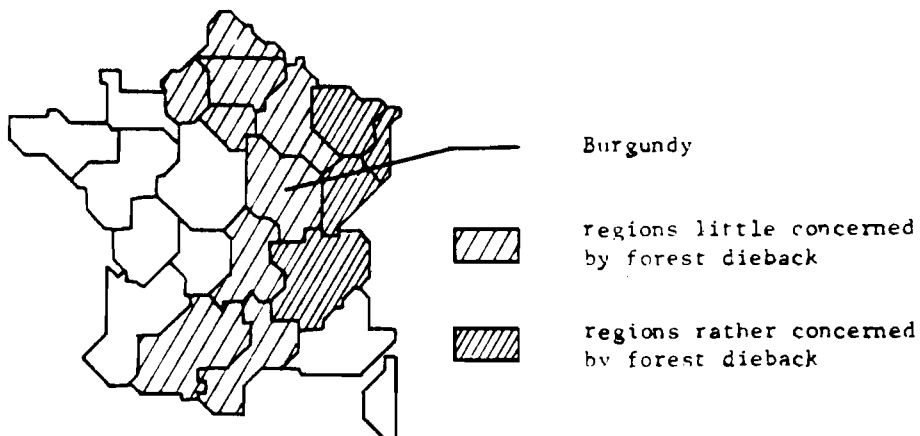 Burgundy
regions little concerned
by forest dieback
regions rather concerned
by forest dieback